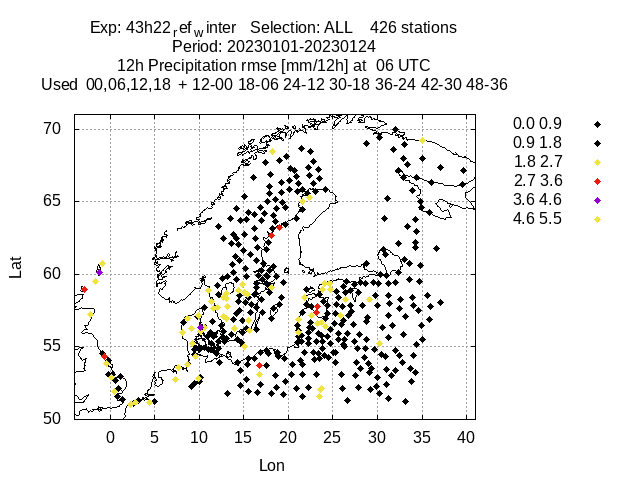 Exp: 43h22ref winter Selection: ALL 426 stations
Period: 20230101-20230124
12h Precipitation rmse [mm/12h] at 06 UTC
Used 00,06,12,18 + 12-00 18-06 24-12 30-18 36-24 42-30 48-36
70
65
60
55
50
Lat
0 5 10 15 20 25 30 35 40
Lon
0.0 0.9
0.9 1.8
1.8 2.7
2.7 3.6
3.6 4.6
4.6 5.5